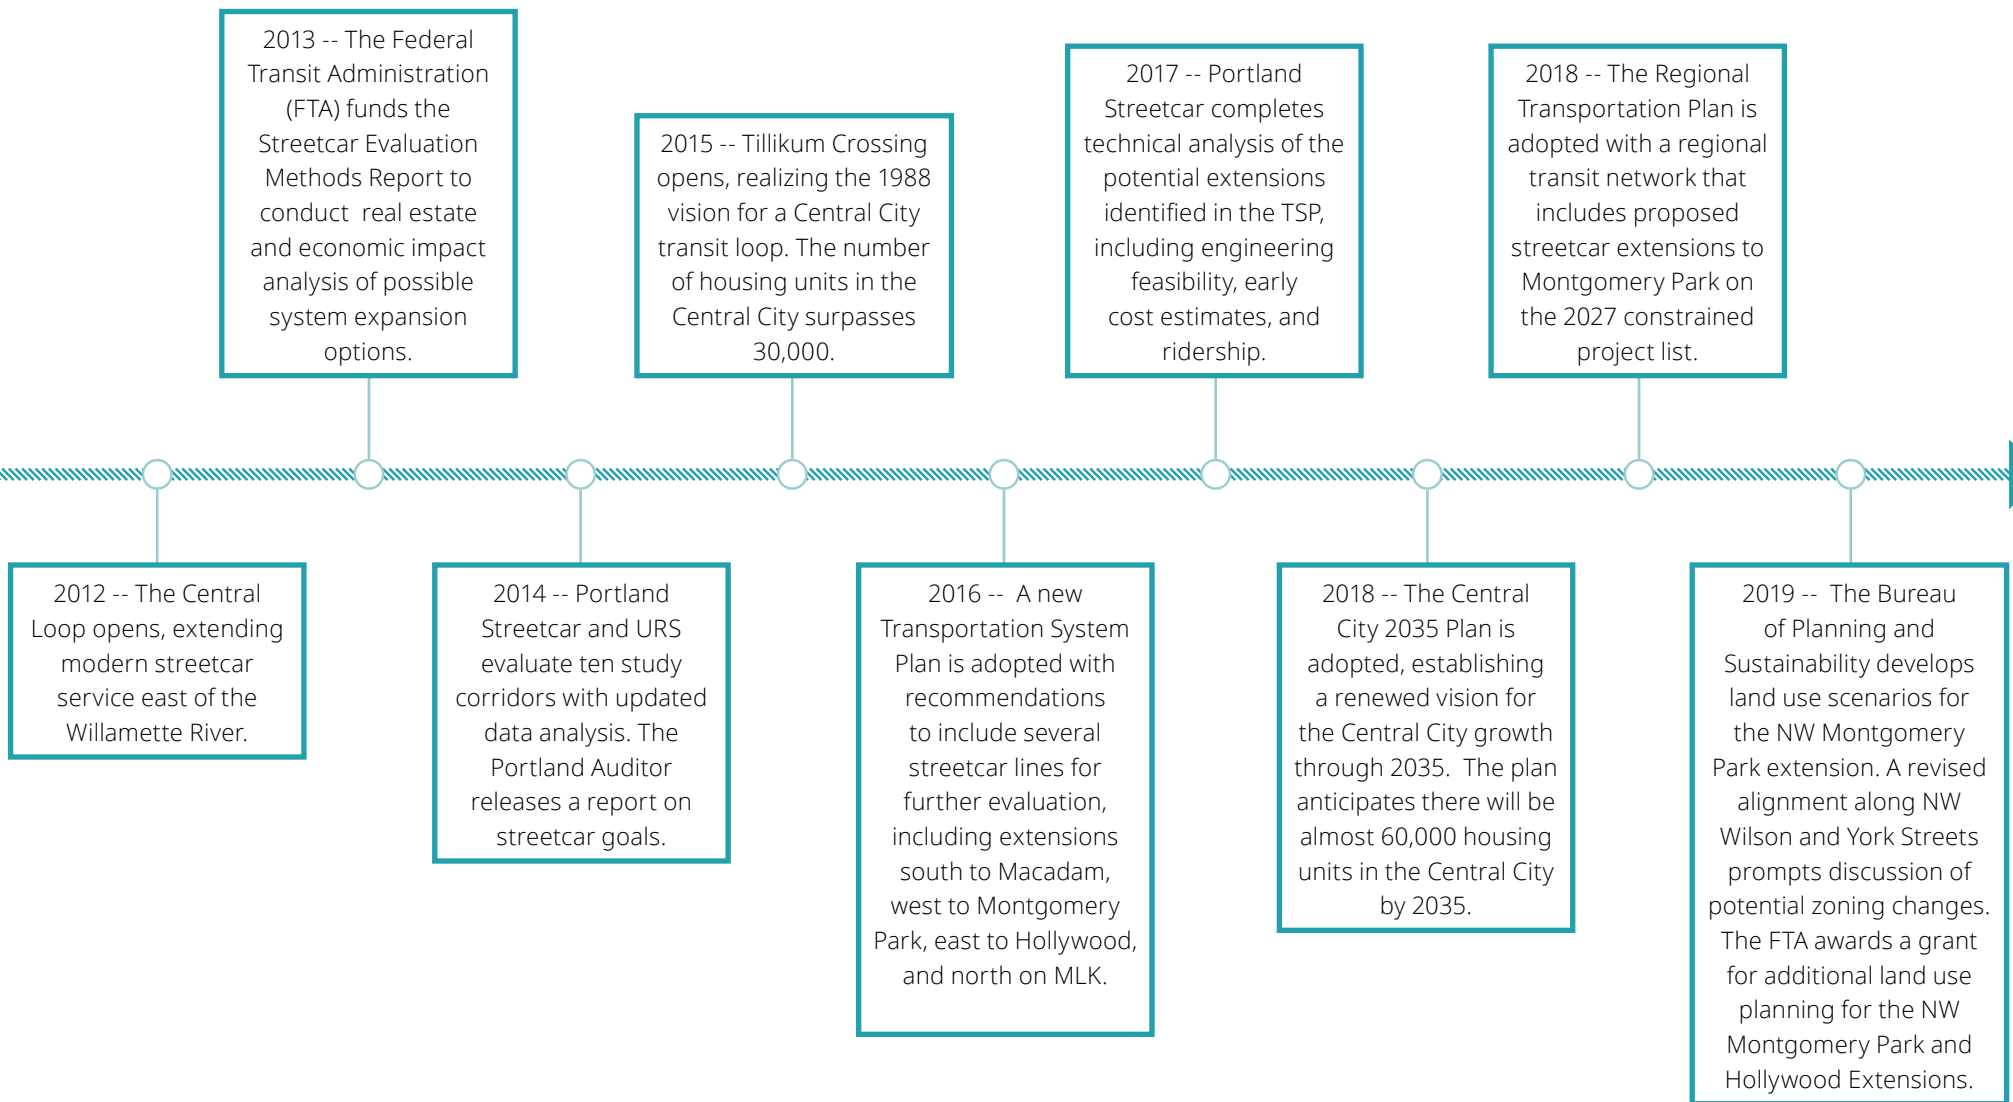 2012 -- The Central
Loop opens, extending
modern streetcar
service east of the
Willamette River.
2013 -- The Federal
Transit Administration
(FTA) funds the
Streetcar Evaluation
Methods Report to
conduct  real estate
and economic impact
analysis of possible
system expansion
options.
2014 -- Portland
Streetcar and URS
evaluate ten study
corridors with updated
data analysis. The
Portland Auditor
releases a report on
streetcar goals.
2015 -- Tillikum Crossing
opens, realizing the 1988
vision for a Central City
transit loop. The number
of housing units in the
Central City surpasses
30,000.
2016 --  A new
Transportation System
Plan is adopted with
recommendations
to include several
streetcar lines for
further evaluation,
including extensions
south to Macadam,
west to Montgomery
Park, east to Hollywood,
and north on MLK.
2017 -- Portland
Streetcar completes
technical analysis of the
potential extensions
identified in the TSP,
including engineering
feasibility, early
cost estimates, and
ridership.
2018 -- The Central
City 2035 Plan is
adopted, establishing
a renewed vision for
the Central City growth
through 2035.  The plan
anticipates there will be
almost 60,000 housing
units in the Central City
by 2035.
2018 -- The Regional
Transportation Plan is
adopted with a regional
transit network that
includes proposed
streetcar extensions to
Montgomery Park on
the 2027 constrained
project list.
2019 --  The Bureau
of Planning and
Sustainability develops
land use scenarios for
the NW Montgomery
Park extension. A revised
alignment along NW
Wilson and York Streets
prompts discussion of
potential zoning changes.
The FTA awards a grant
for additional land use
planning for the NW
Montgomery Park and
Hollywood Extensions.